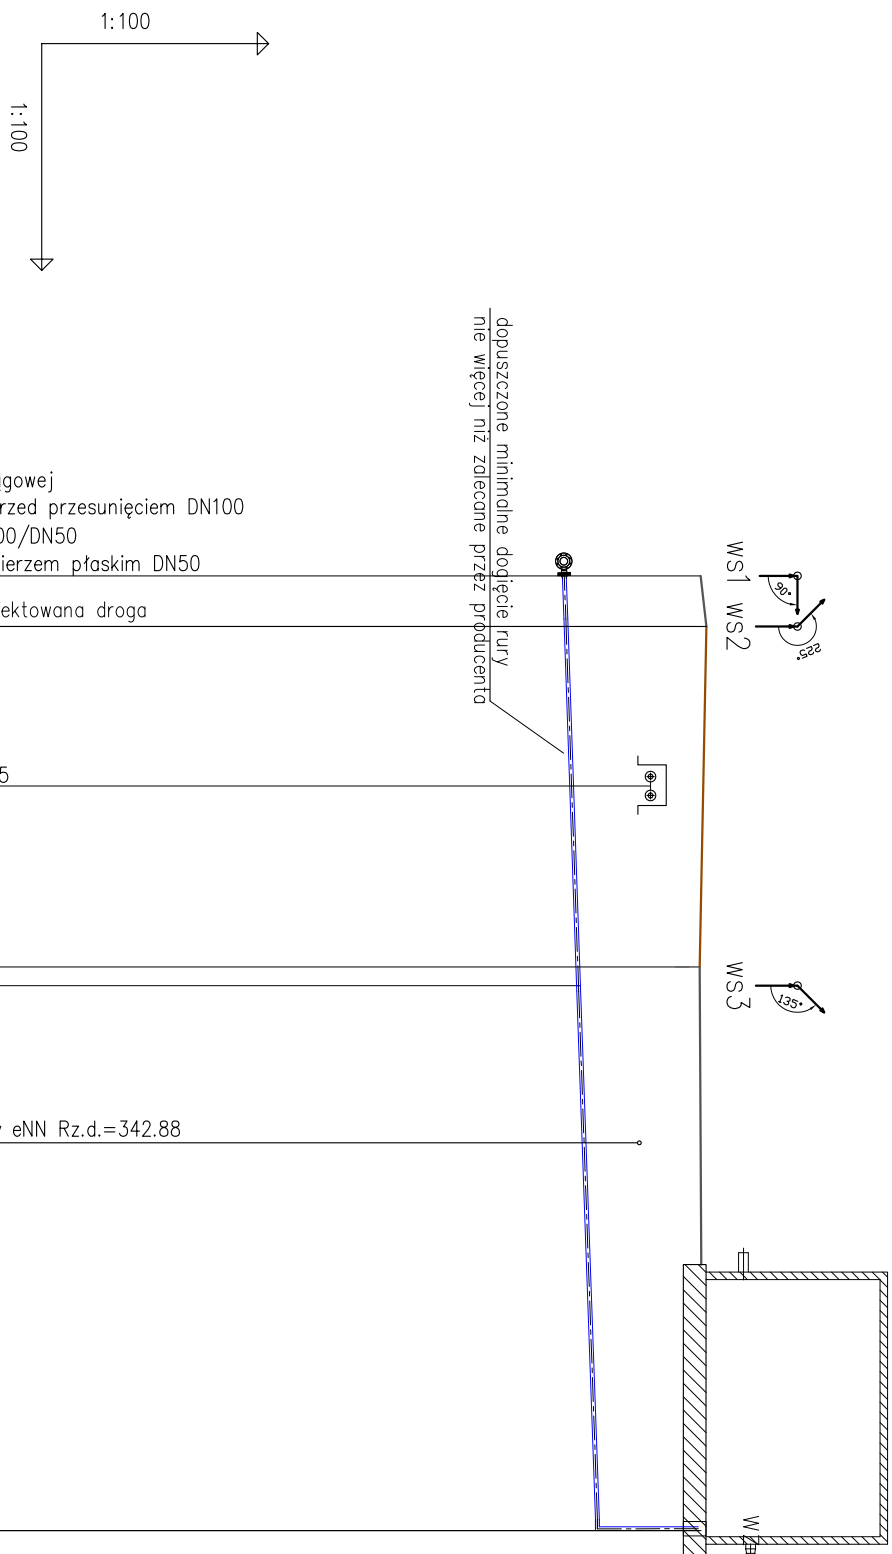 1:100
1:100
dopuszczone minimalne dogięcie rury
nie więcej niż zalecane przez producenta
ągowej
rzed przesunięciem DN100
00/DN50
ierzem płaskim DN50
ektowana droga
5
eNN Rz.d.=342.88
WS1
90°
WS2
225°
WS3
135°
W